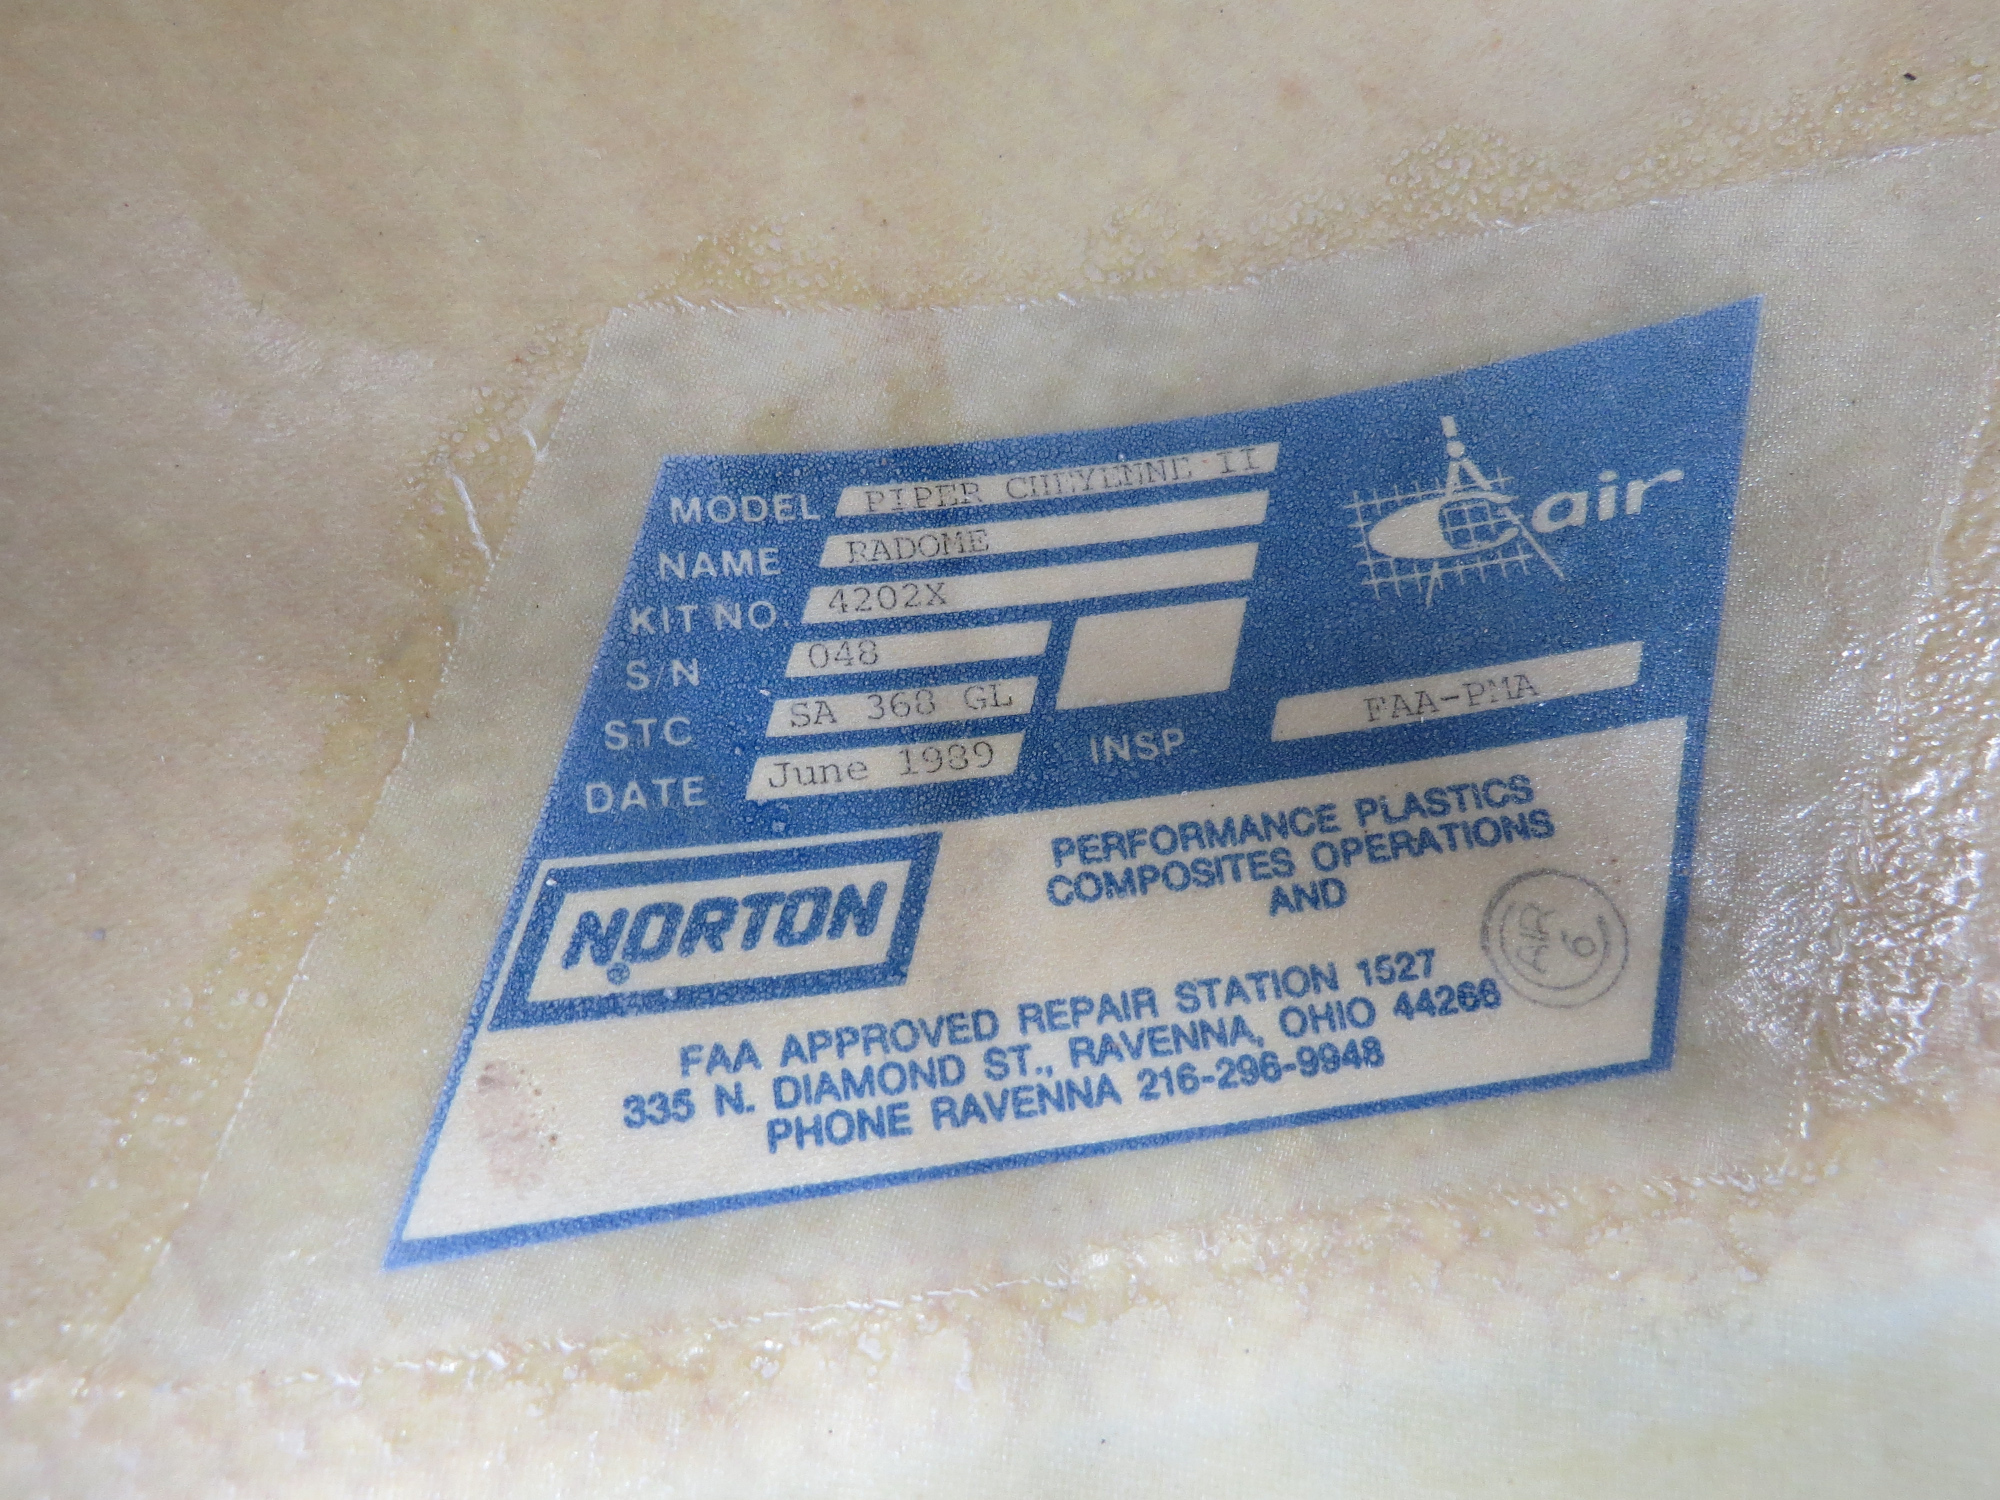 MODEL PIPER CHEYENNE II
NAME RADOME
KIT NO. 4202X
S/N 048
STC SA 368 GL
DATE June 1989
INSP
air
FAA-PMA
NORTON
®
PERFORMANCE PLASTICS
COMPOSITES OPERATIONS
AND
AIR
6
FAA APPROVED REPAIR STATION 1527
335 N. DIAMOND ST., RAVENNA, OHIO 44266
PHONE RAVENNA 216-296-9948